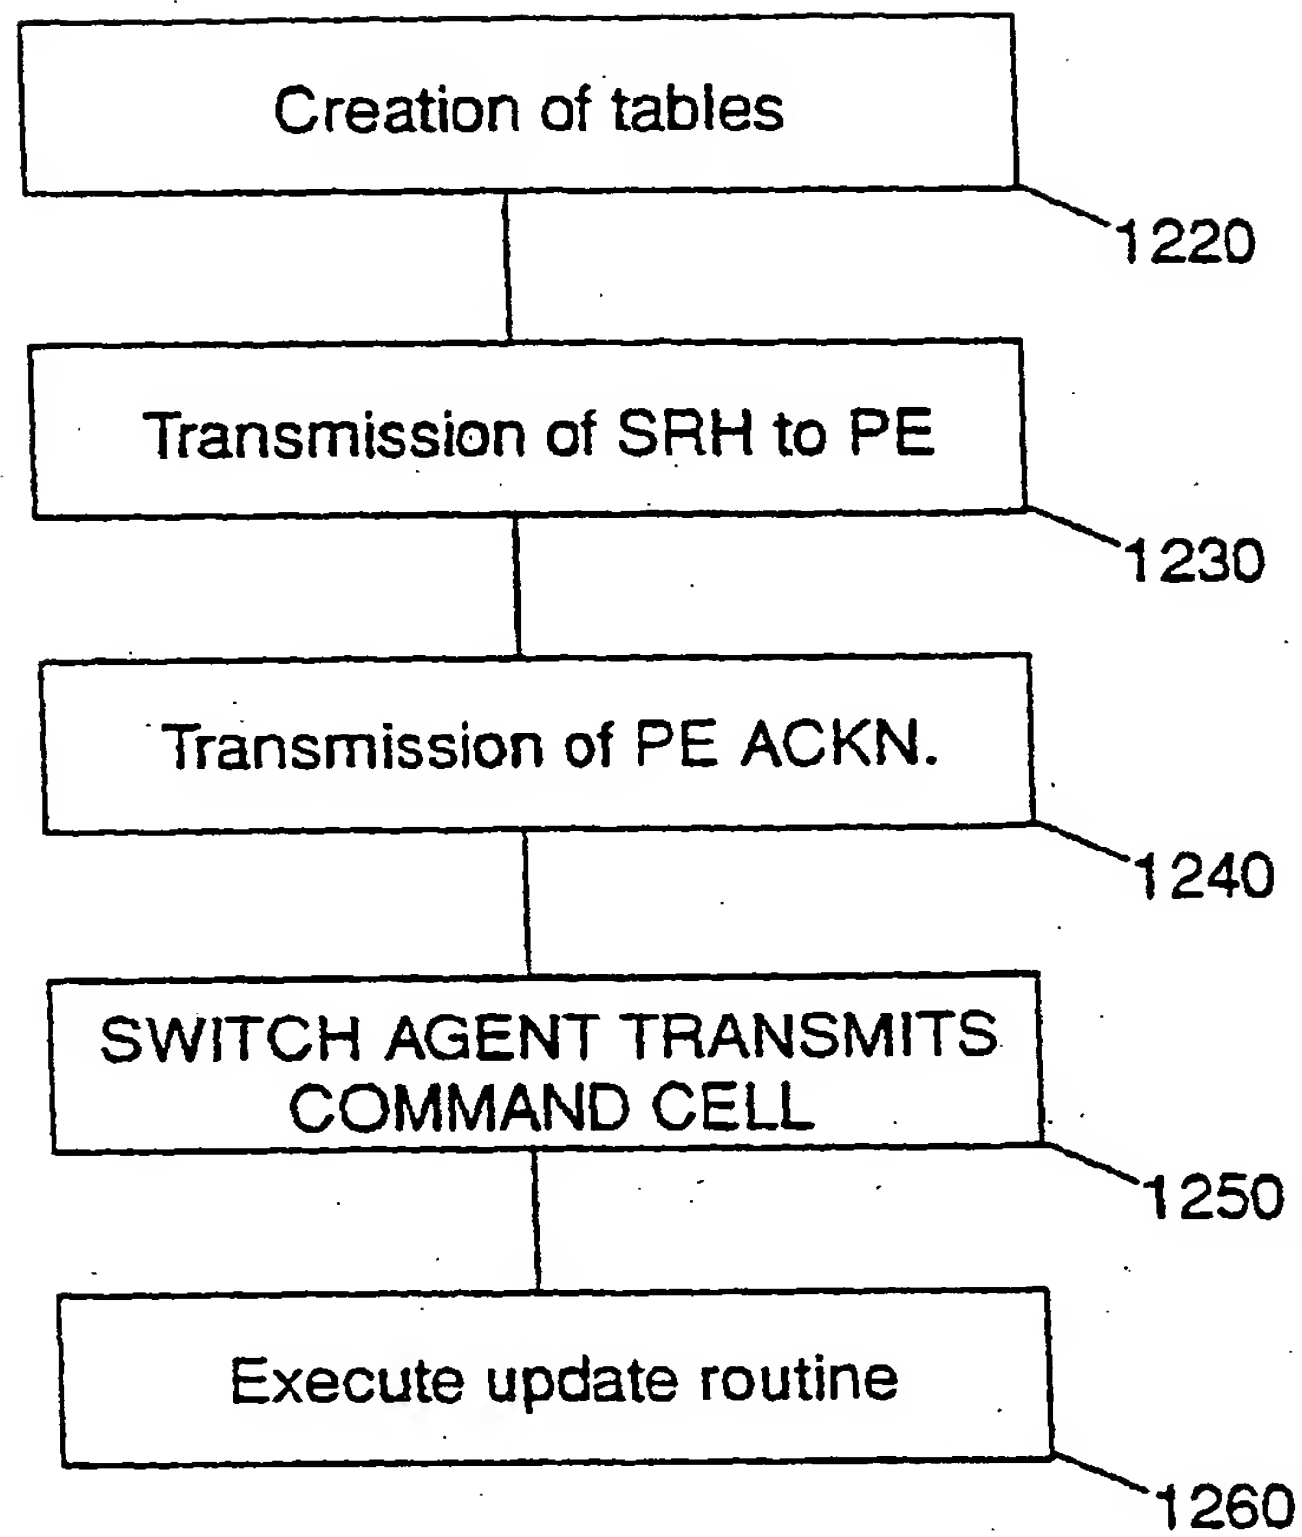 Creation of tables
1220
Transmission of SRH to PE
1230
Transmission of PE ACKN.
1240
SWITCH AGENT TRANSMITS
COMMAND CELL
1250
Execute update routine
1260